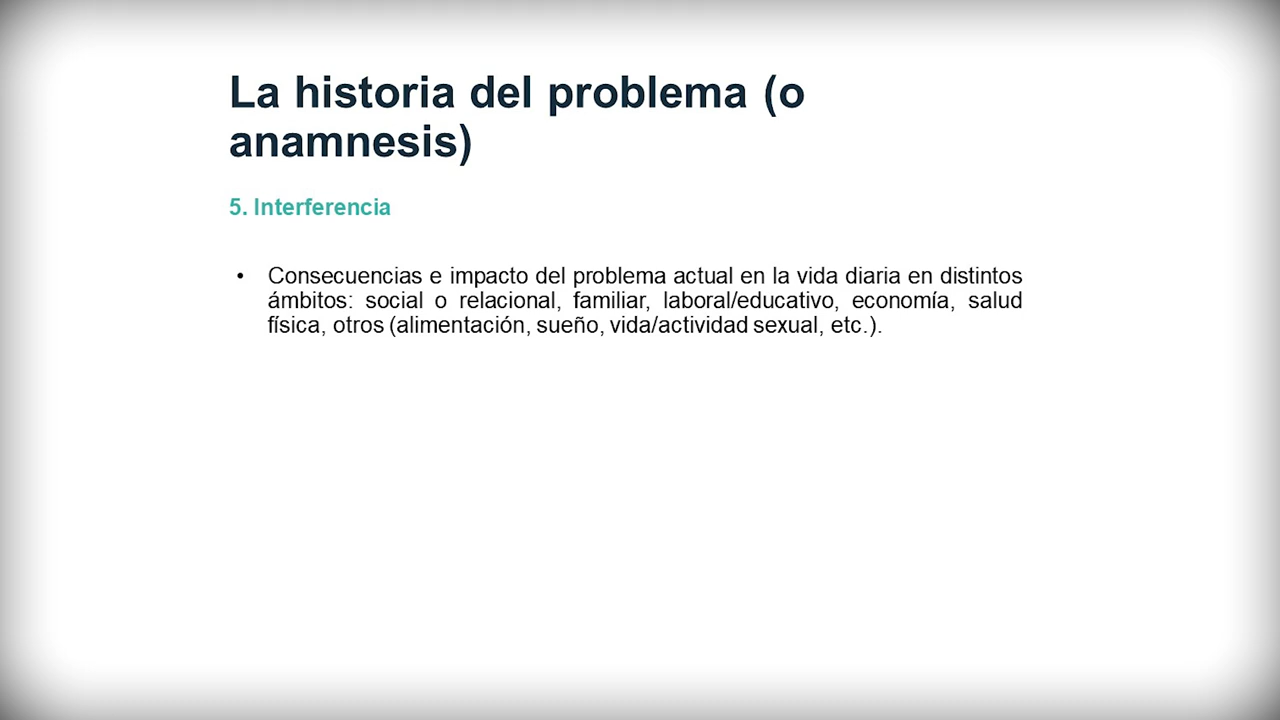 La historia del problema (o
anamnesis)
5. Interferencia
• Consecuencias e impacto del problema actual en la vida diaria en distintos
ámbitos: social o relacional, familiar, laboral/educativo, economía, salud
física, otros (alimentación, sueño, vida/actividad sexual, etc.).